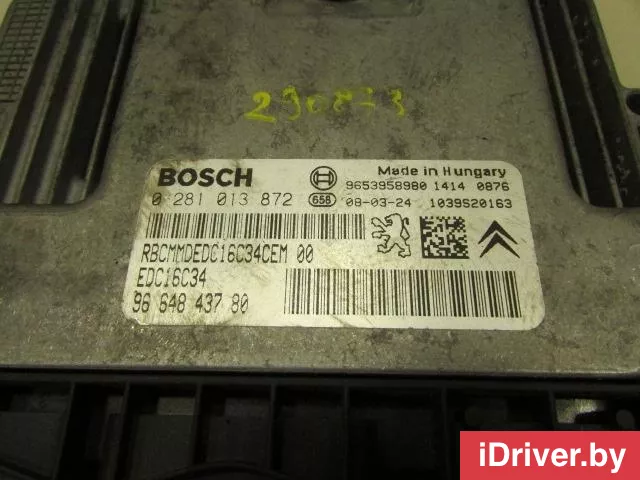 290873
BOSCH
Made in Hungary
9653958980 1414 0876
0 281 013 872
658 08-03-24 1039S20163
RBCMMDEDC16C34CEM 00
EDC16C34
96 648 437 80
iDriver.by